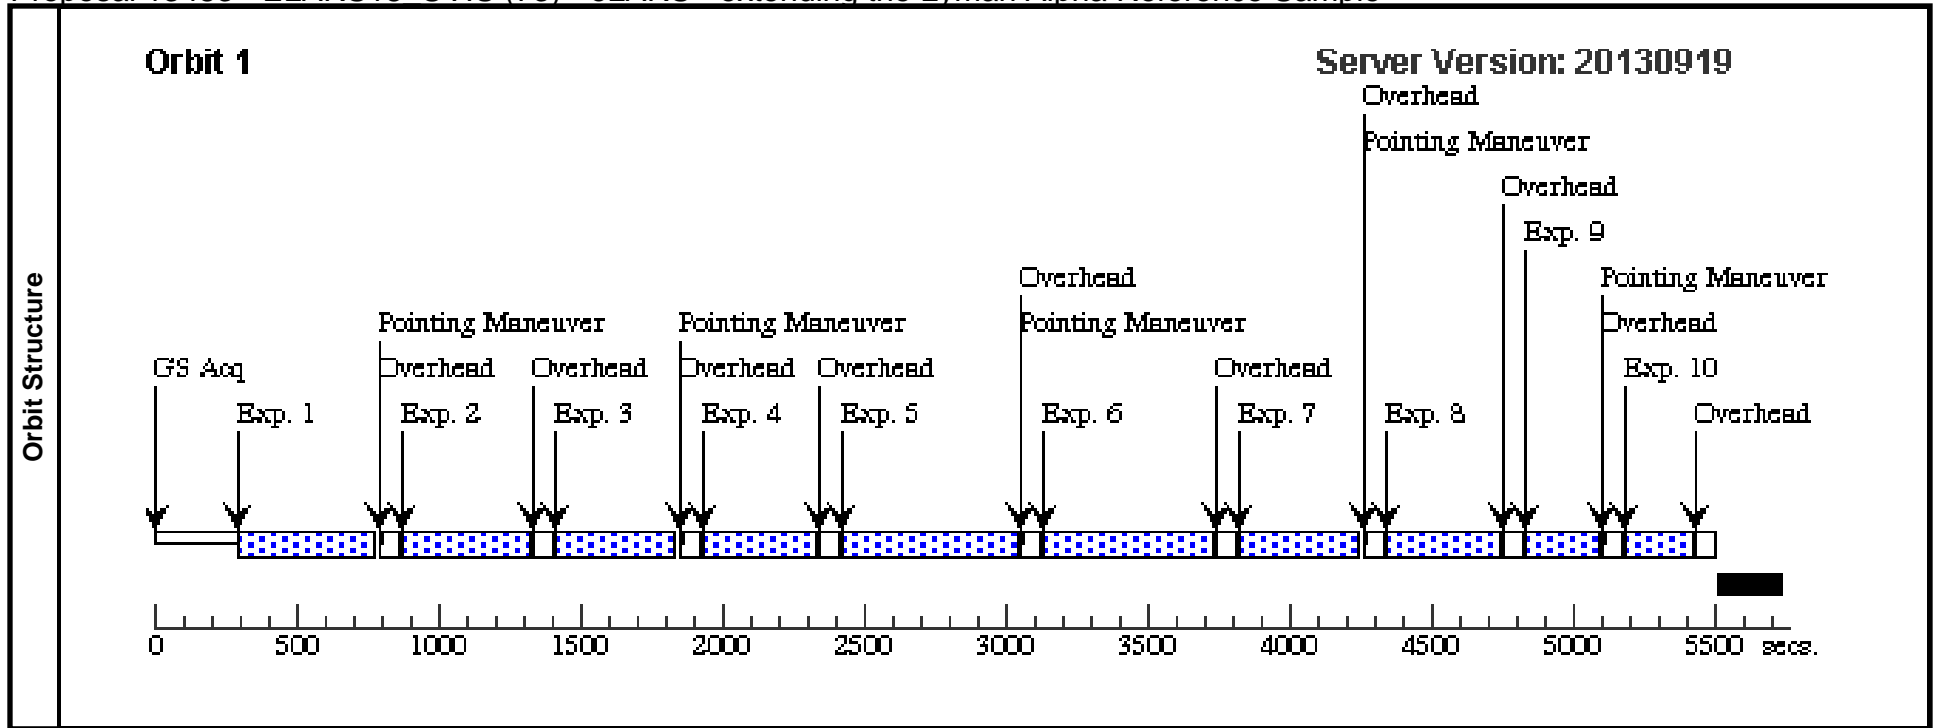 Orbit 1
Server Version: 20130919
Overhead
Pointing Maneuver
Overhead
Exp. 9
Overhead
Pointing Maneuver
Pointing Maneuver
Pointing Maneuver
Pointing Maneuver
Overhead
GS Acq
Overhead
Overhead
Overhead
Overhead
Overhead
Exp. 10
Exp. 1
Exp. 2
Exp. 3
Exp. 4
Exp. 5
Exp. 6
Exp. 7
Exp. 8
Overhead
Orbit Structure
0 500 1000 1500 2000 2500 3000 3500 4000 4500 5000 5500 secs.